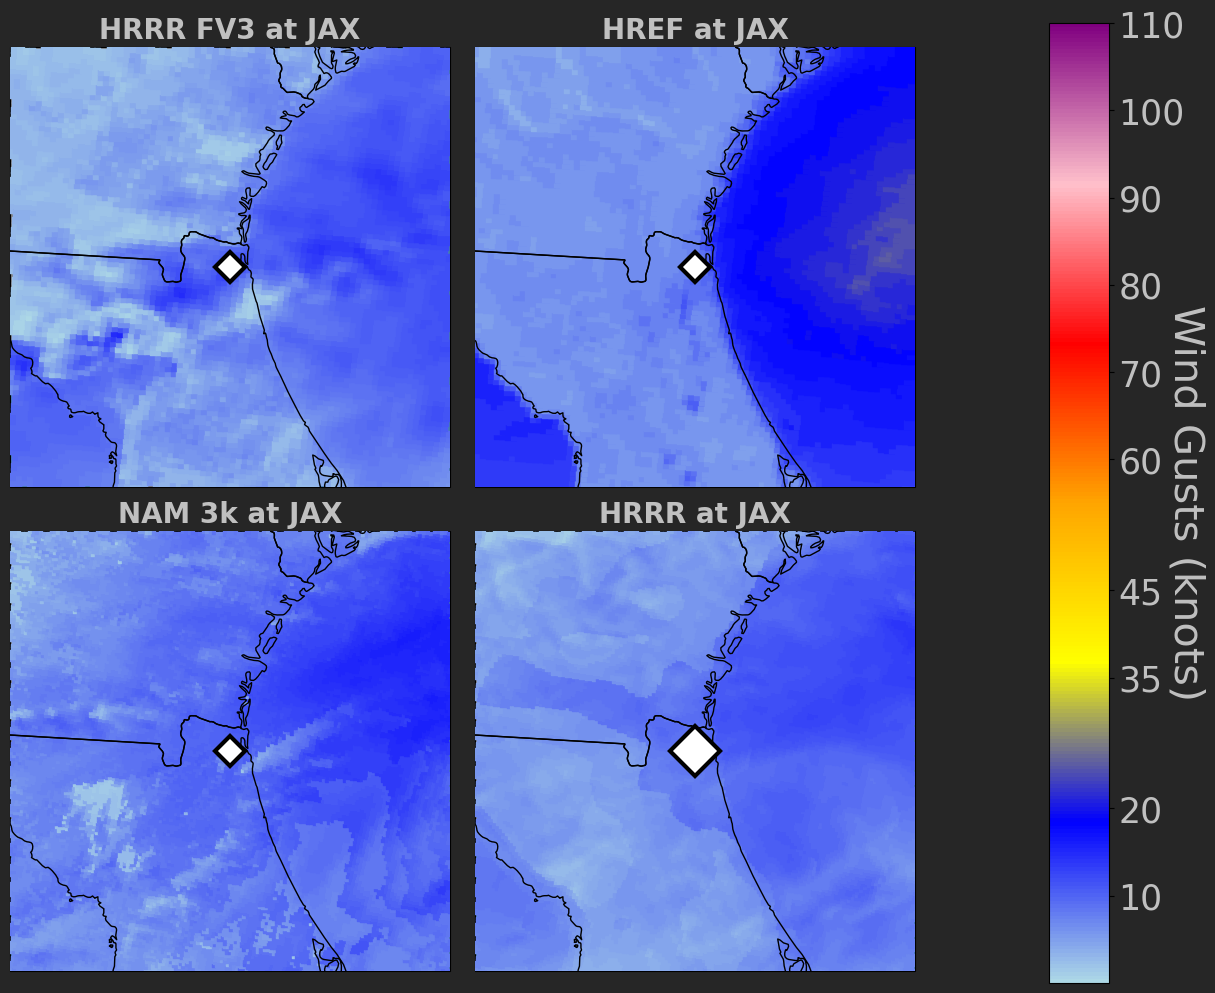 HRRR FV3 at JAX
HREF at JAX
NAM 3k at JAX
HRRR at JAX
110
100
90
80
70
60
45
35
20
10
Wind Gusts (knots)